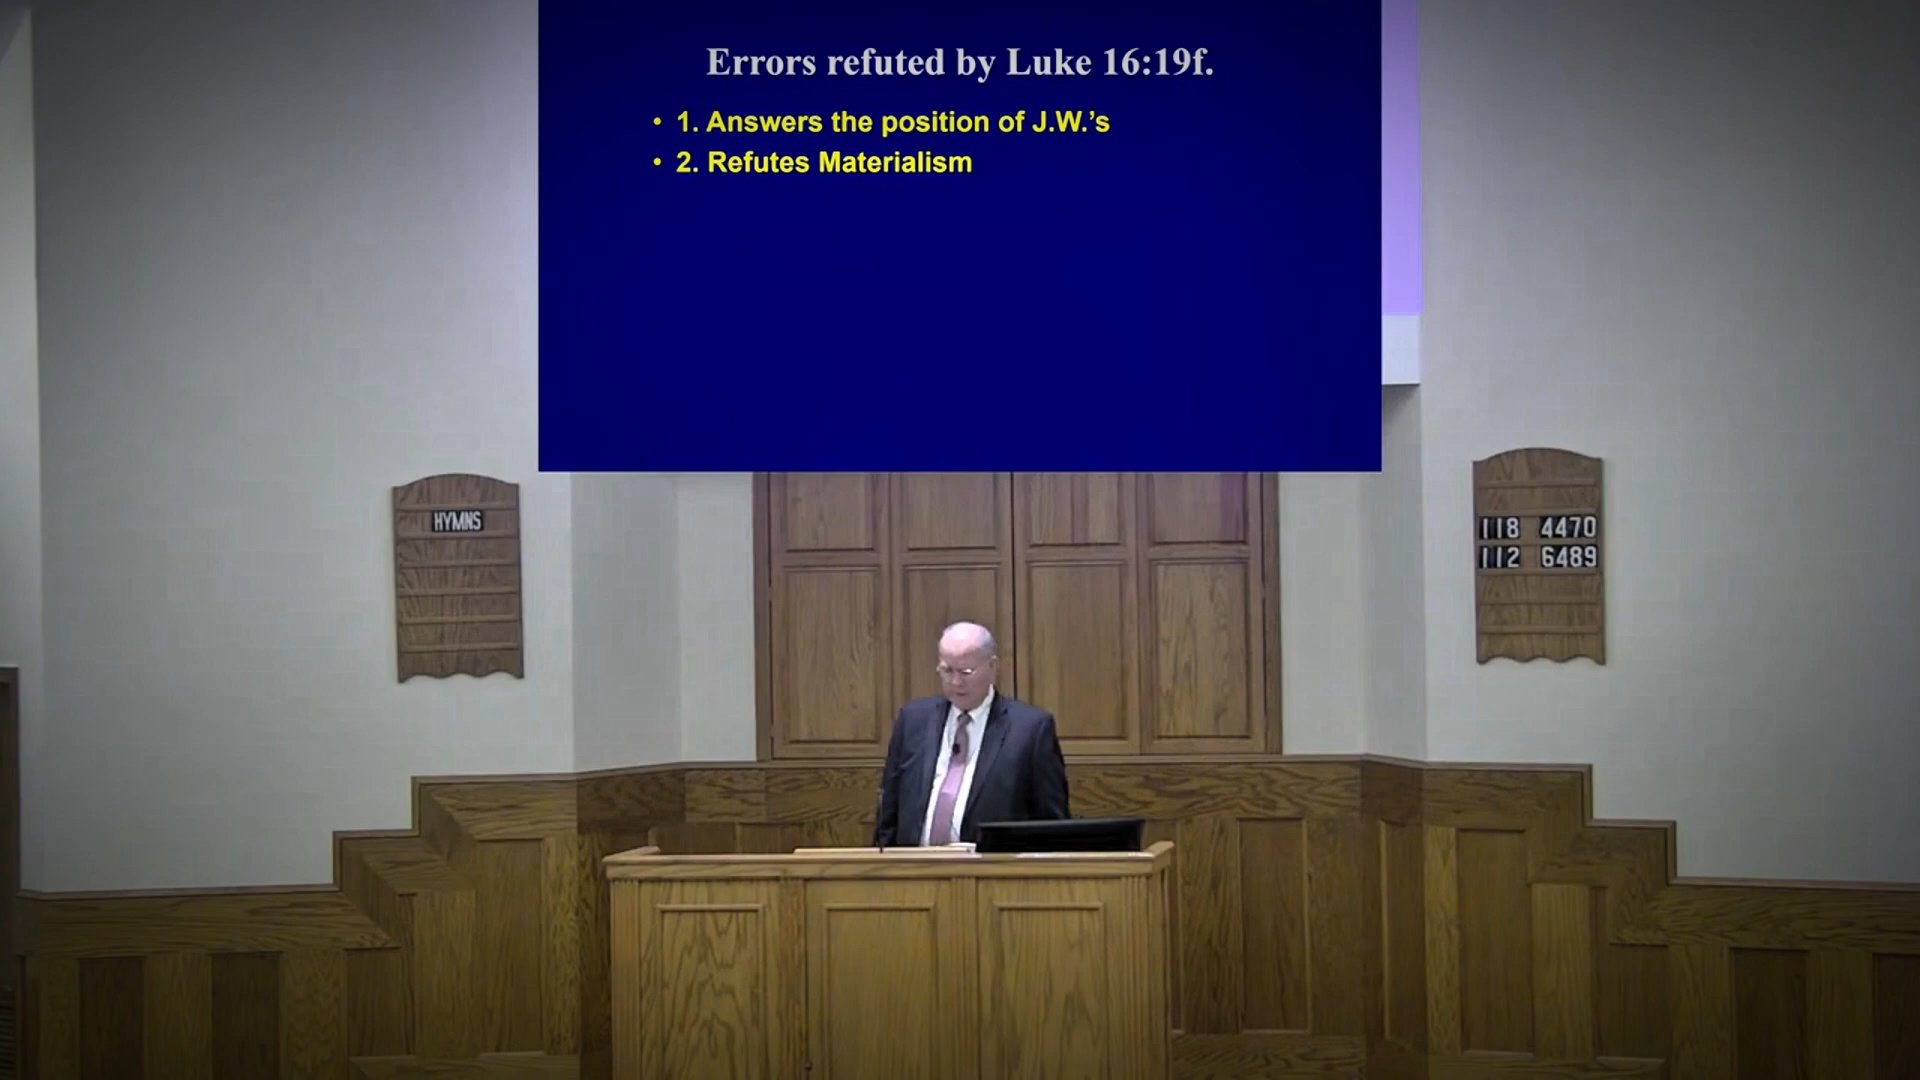 Errors refuted by Luke 16:19f.
• 1. Answers the position of J.W.’s
• 2. Refutes Materialism
HYMNS
118 4470
112 6489